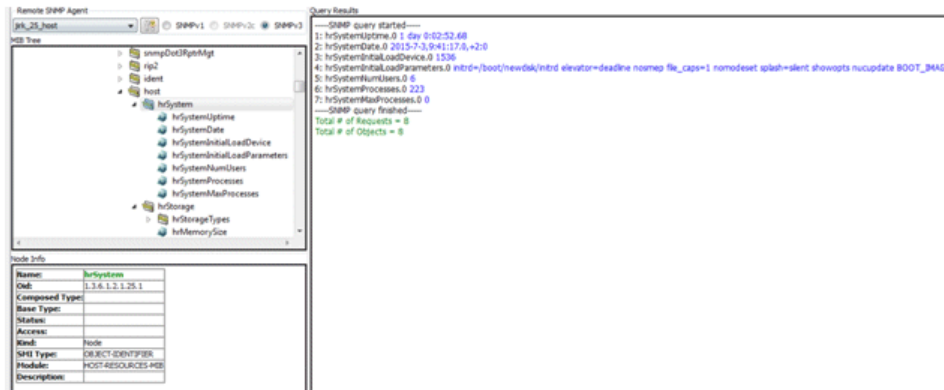 Remote SNMP Agent
jirk_25_host
SNMPv1
SNMPv2c
SNMPv3
MIB Tree
snmpDot3RptrMgt
rip2
ident
host
hrSystem
hrSystemUptime
hrSystemDate
hrSystemInitialLoadDevice
hrSystemInitialLoadParameters
hrSystemNumUsers
hrSystemProcesses
hrSystemMaxProcesses
hrStorage
hrStorageTypes
hrMemorySize
Node Info
Name: hrSystem
Oid: 1.3.6.1.2.1.25.1
Composed Type:
Base Type:
Status:
Access:
Kind: Node
SMI Type: OBJECT-IDENTIFIER
Module: HOST-RESOURCES-MIB
Description:
Query Results
-----SNMP query started-----
1: hrSystemUptime.0 1 day 0:02:52.68
2: hrSystemDate.0 2015-7-3,9:41:17.0,+2:0
3: hrSystemInitialLoadDevice.0 1536
4: hrSystemInitialLoadParameters.0 initrd=/boot/newdisk/initrd elevator=deadline nosmep file_caps=1 nomodeset splash=silent showopts nucupdate BOOT_IMAG
5: hrSystemNumUsers.0 6
6: hrSystemProcesses.0 223
7: hrSystemMaxProcesses.0 0
-----SNMP query finished-----
Total # of Requests = 8
Total # of Objects = 8